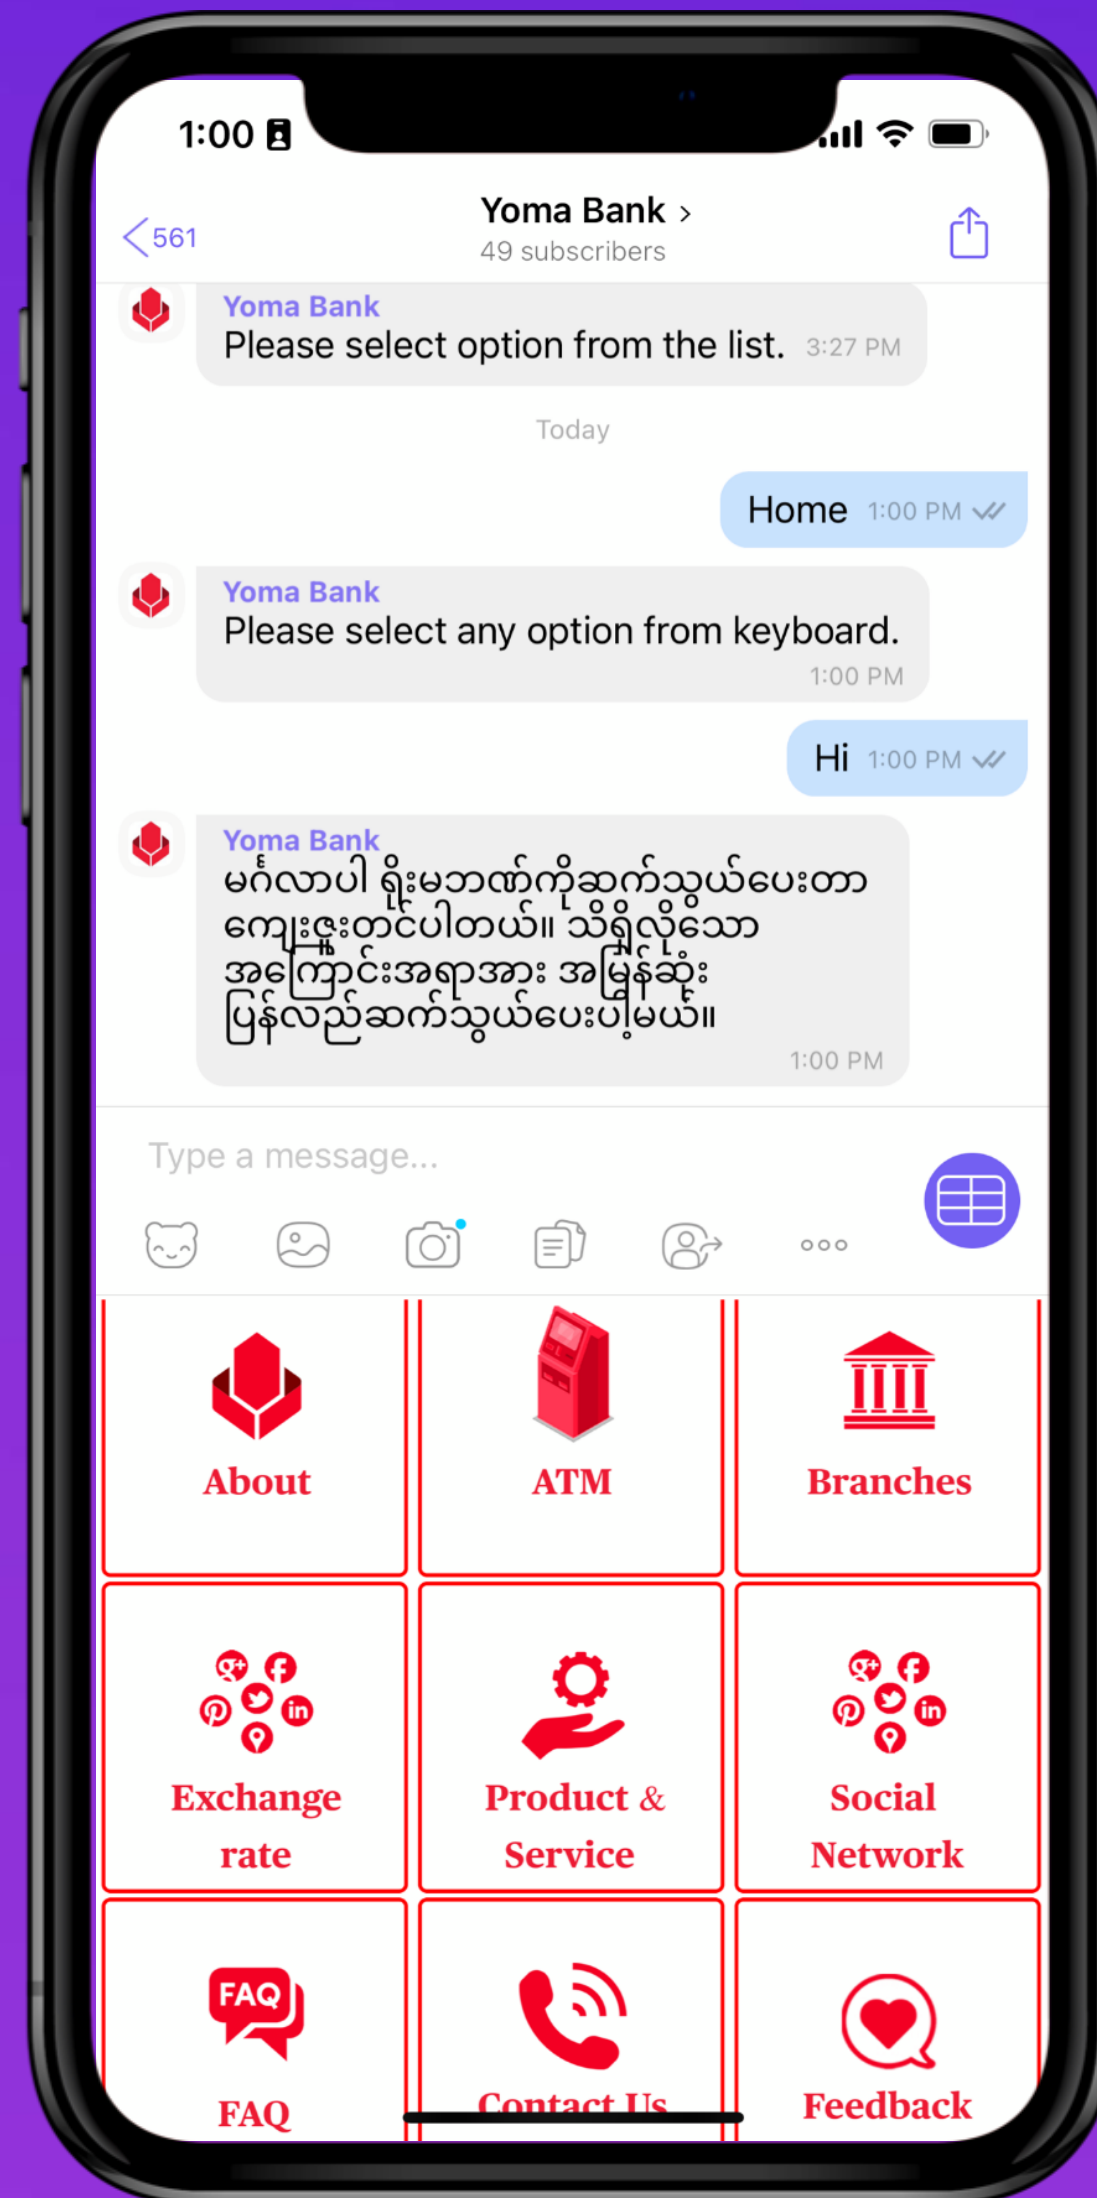 1:00
561
Yoma Bank >
49 subscribers
Yoma Bank
Please select option from the list. 3:27 PM
Today
Home 1:00 PM
Yoma Bank
Please select any option from keyboard.
1:00 PM
Hi 1:00 PM
Yoma Bank
မင်္ဂလာပါ ရိုးမဘဏ်ကိုဆက်သွယ်ပေးတာ
ကျေးဇူးတင်ပါတယ်။ သိရှိလိုသော
အကြောင်းအရာအား အမြန်ဆုံး
ပြန်လည်ဆက်သွယ်ပေးပါ့မယ်။
1:00 PM
Type a message...
About
ATM
Branches
g+ f
in
Exchange
rate
Product &
Service
g+ f
in
Social
Network
FAQ
FAQ
Contact Us
Feedback